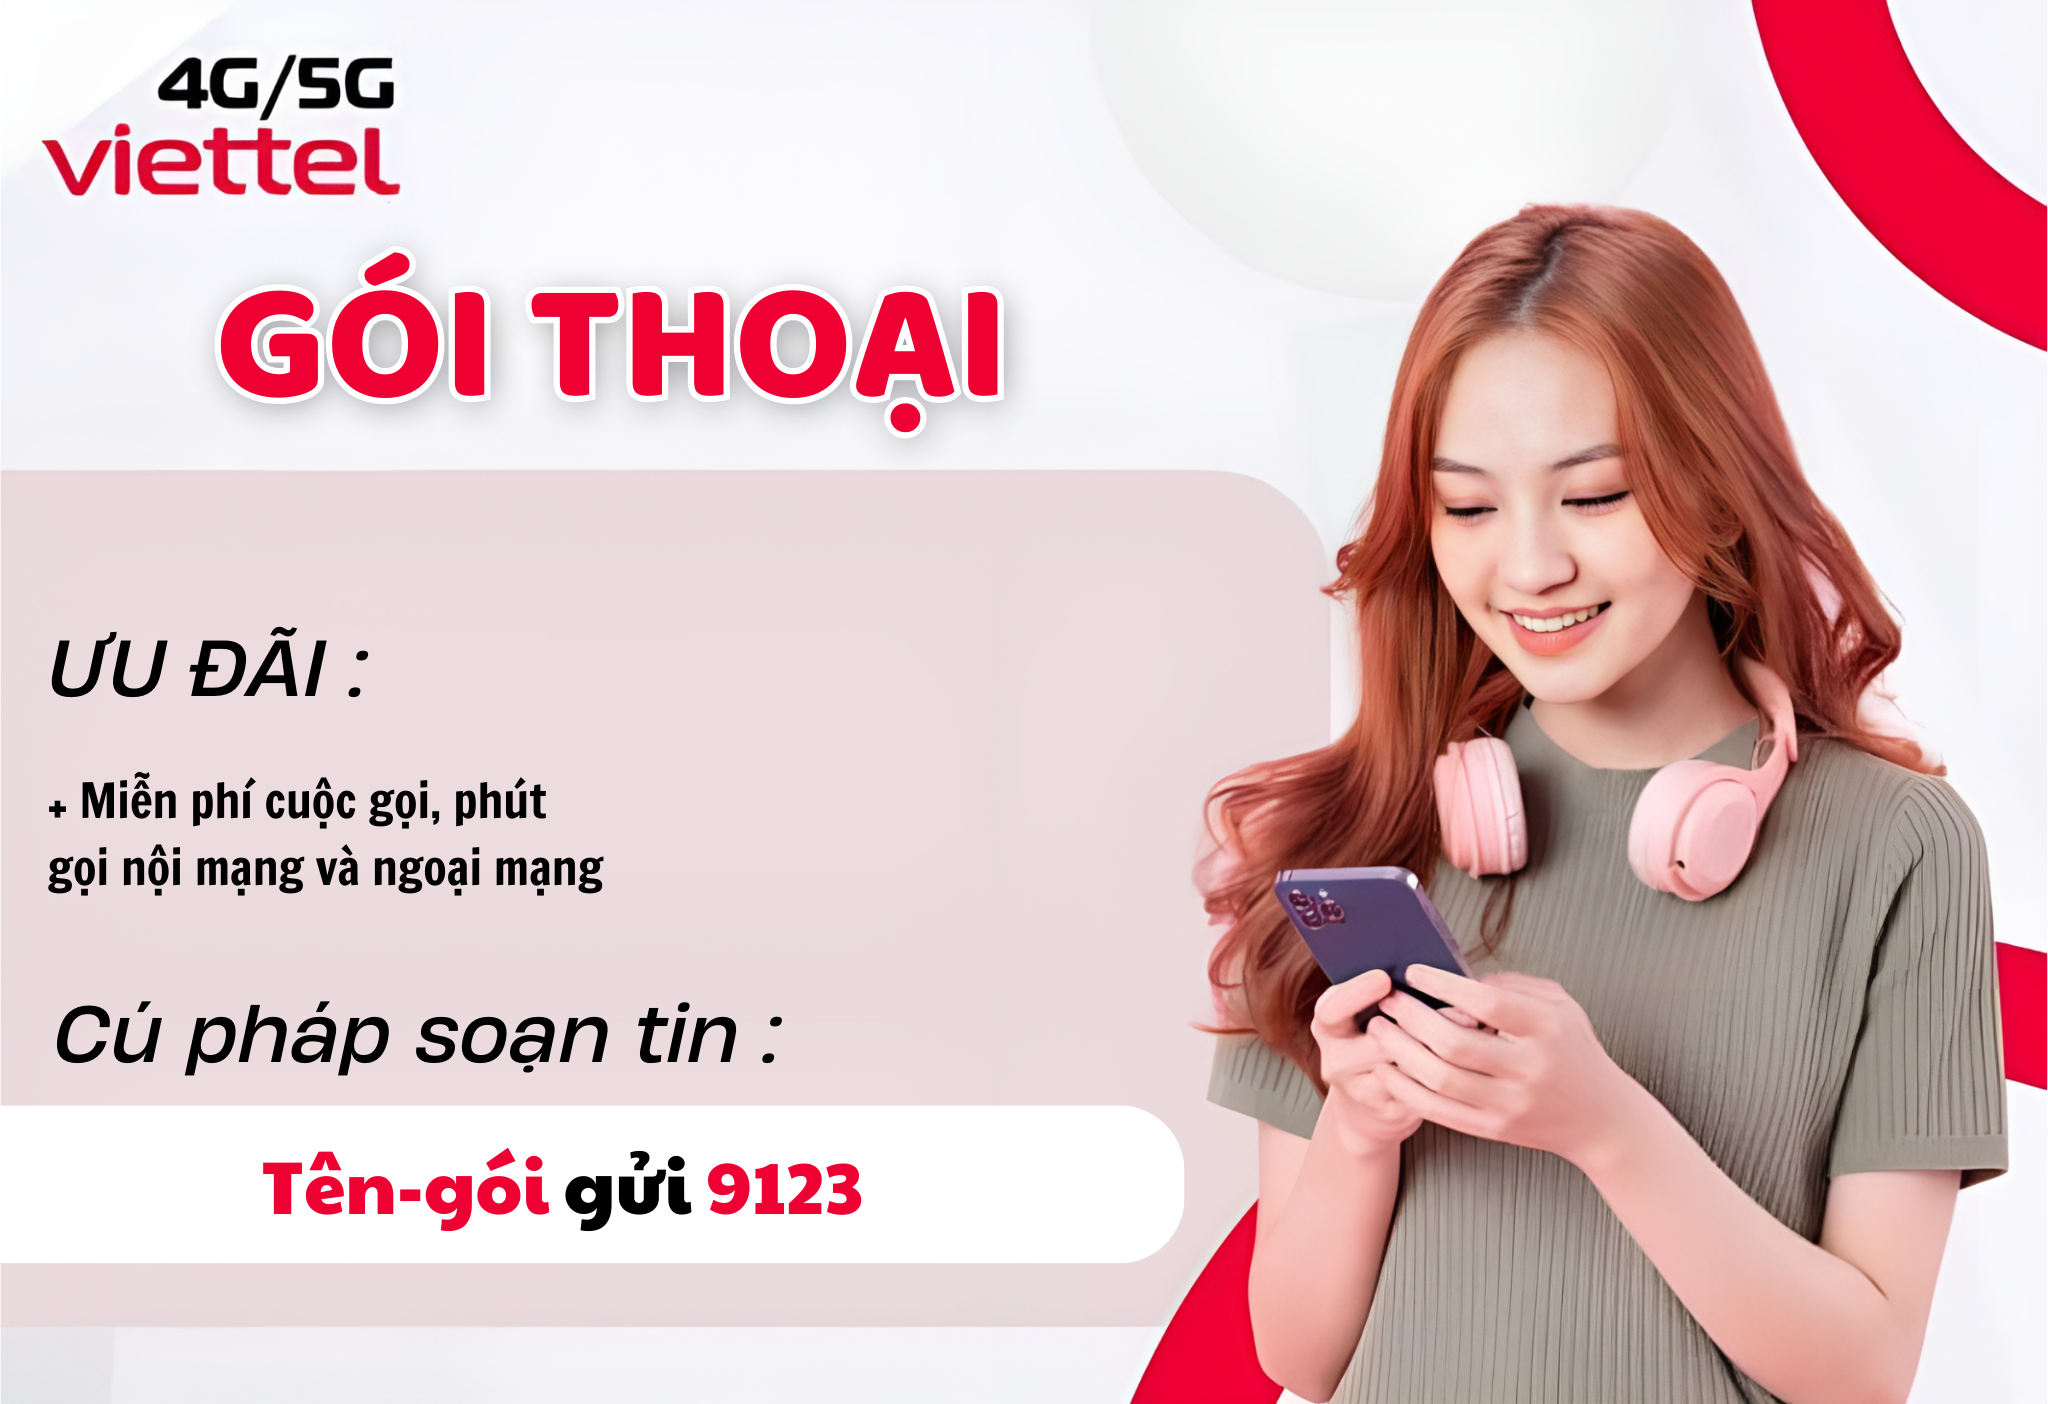 4G/5G
viettel
GÓI THOẠI
ƯU ĐÃI :
+ Miễn phí cuộc gọi, phút
gọi nội mạng và ngoại mạng
Cú pháp soạn tin :
Tên-gói gửi 9123